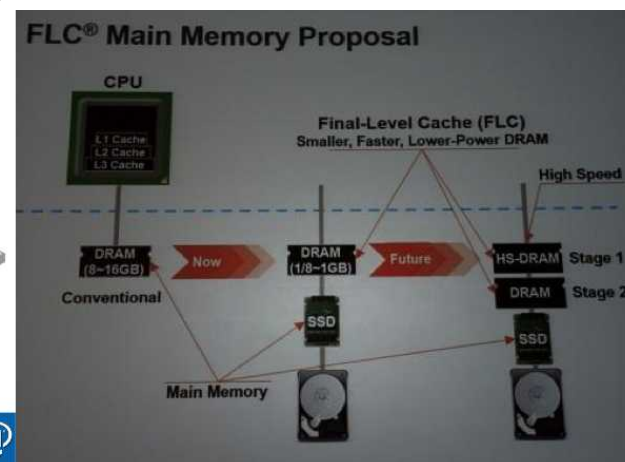 FLC® Main Memory Proposal
CPU
L1 Cache
L2 Cache
L3 Cache
Final-Level Cache (FLC)
Smaller, Faster, Lower-Power DRAM
High Speed
DRAM
(8~16GB)
Now
DRAM
(1/8~1GB)
Future
HS-DRAM
Stage 1
Conventional
DRAM
Stage 2
SSD
SSD
Main Memory